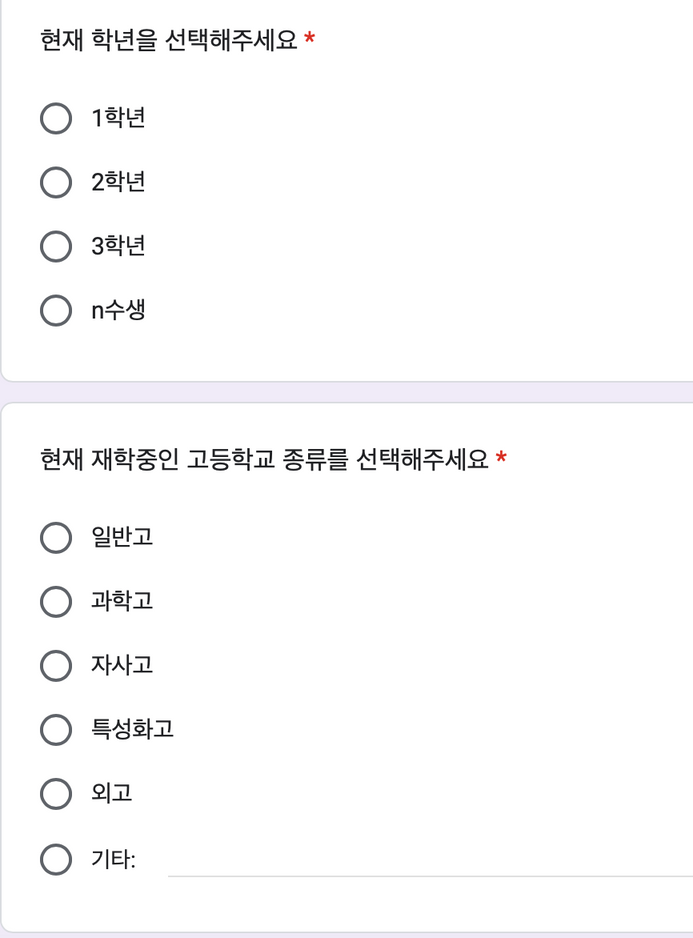 현재 학년을 선택해주세요 *
1학년
2학년
3학년
n수생
현재 재학중인 고등학교 종류를 선택해주세요 *
일반고
과학고
자사고
특성화고
외고
기타: